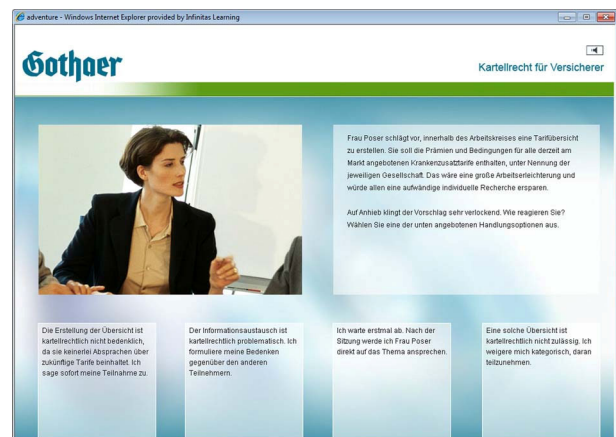 adventure - Windows Internet Explorer provided by Infinitas Learning
Gothaer
Kartellrecht für Versicherer
Frau Poser schlägt vor, innerhalb des Arbeitskreises eine Tarifübersicht
zu erstellen. Sie soll die Prämien und Bedingungen für alle derzeit am
Markt angebotenen Krankenzusatztarife enthalten, unter Nennung der
jeweiligen Gesellschaft. Das wäre eine große Arbeitserleichterung und
würde allen eine aufwändige individuelle Recherche ersparen.
Auf Anhieb klingt der Vorschlag sehr verlockend. Wie reagieren Sie?
Wählen Sie eine der unten angebotenen Handlungsoptionen aus.
Die Erstellung der Übersicht ist
kartellrechtlich nicht bedenklich,
da sie keinerlei Absprachen über
zukünftige Tarife beinhaltet. Ich
sage sofort meine Teilnahme zu.
Der Informationsaustausch ist
kartellrechtlich problematisch. Ich
formuliere meine Bedenken
gegenüber den anderen
Teilnehmern.
Ich warte erstmal ab. Nach der
Sitzung werde ich Frau Poser
direkt auf das Thema ansprechen.
Eine solche Übersicht ist
kartellrechtlich nicht zulässig. Ich
weigere mich kategorisch, daran
teilzunehmen.